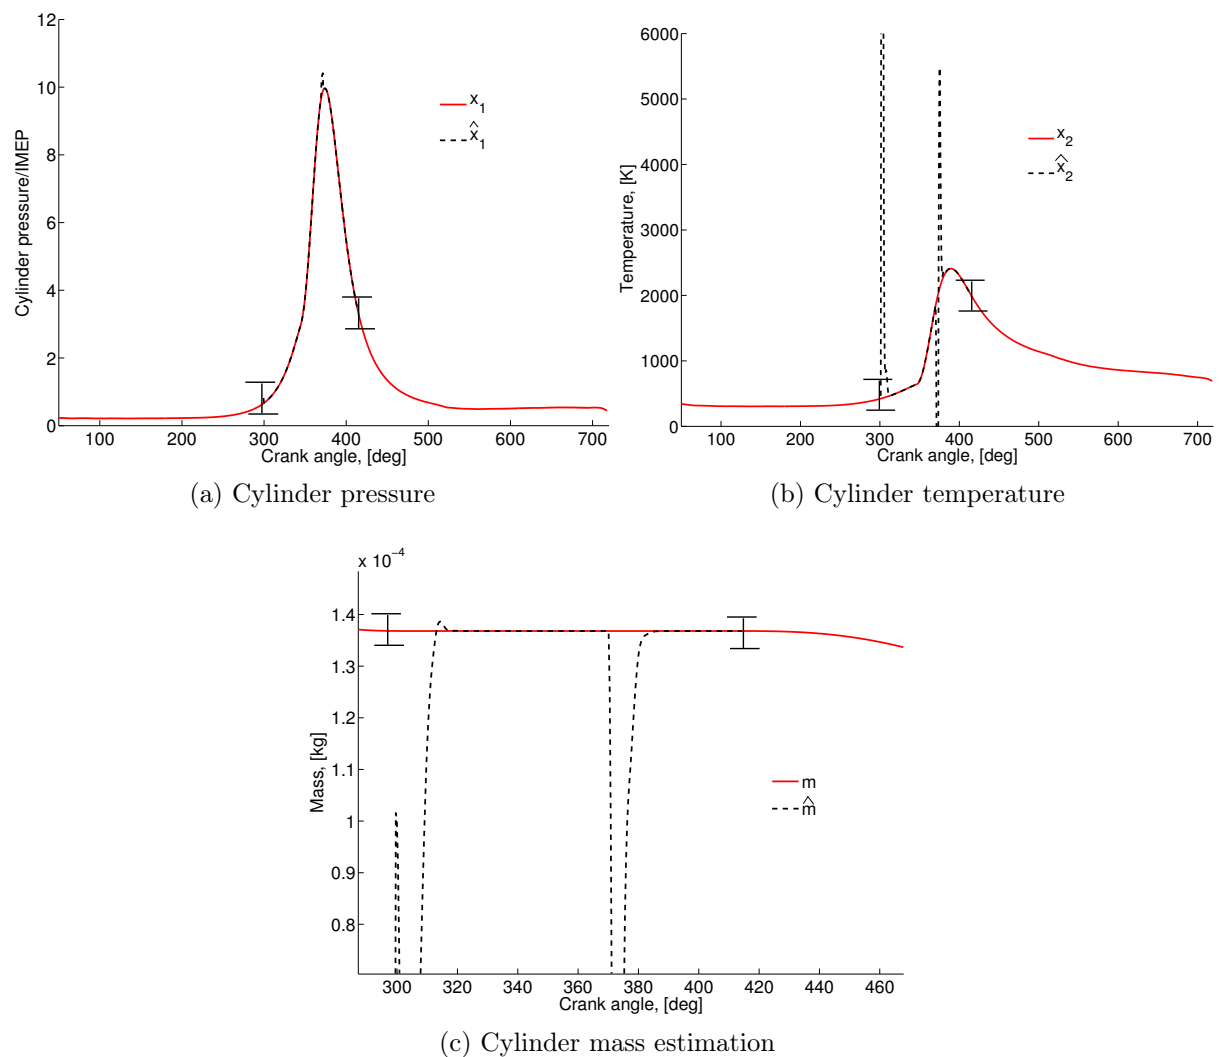 12
10
8
6
4
2
0
Cylinder pressure/IMEP
x₁
x̂₁
100 200 300 400 500 600 700
Crank angle, [deg]
(a) Cylinder pressure
6000
5000
4000
3000
2000
1000
0
Temperature, [K]
x₂
x̂₂
100 200 300 400 500 600 700
Crank angle, [deg]
(b) Cylinder temperature
x 10⁻⁴
1.4
1.3
1.2
1.1
1
0.9
0.8
Mass, [kg]
m
m̂
300 320 340 360 380 400 420 440 460
Crank angle, [deg]
(c) Cylinder mass estimation